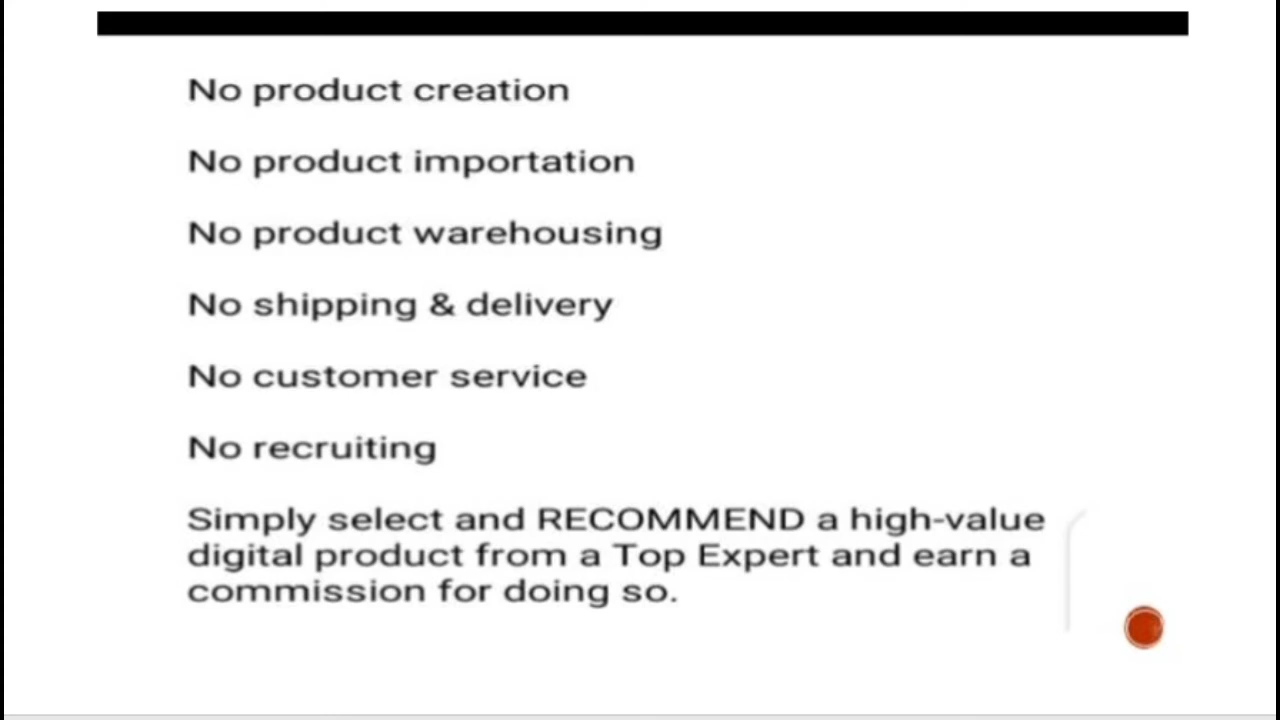 No product creation
No product importation
No product warehousing
No shipping & delivery
No customer service
No recruiting
Simply select and RECOMMEND a high-value
digital product from a Top Expert and earn a
commission for doing so.